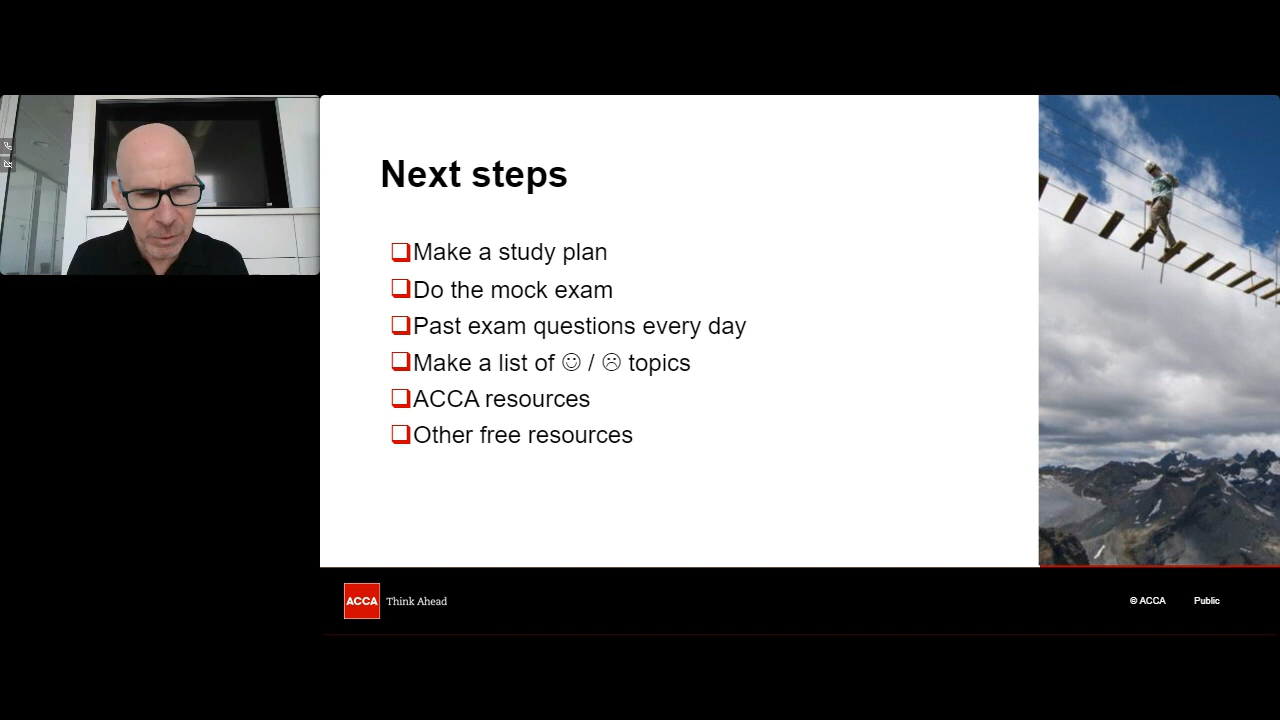 Next steps
❑Make a study plan
❑Do the mock exam
❑Past exam questions every day
❑Make a list of ☺ / ☹ topics
❑ACCA resources
❑Other free resources
ACCA Think Ahead
© ACCA Public